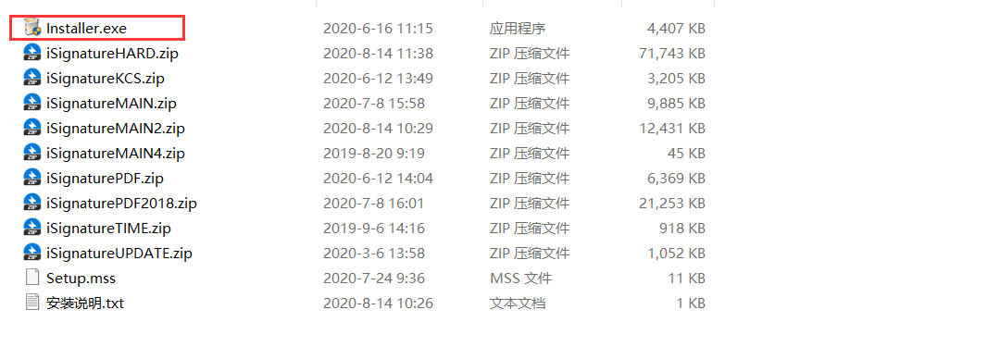 Installer.exe 2020-6-16 11:15 应用程序 4,407 KB
iSignatureHARD.zip 2020-8-14 11:38 ZIP 压缩文件 71,743 KB
iSignatureKCS.zip 2020-6-12 13:49 ZIP 压缩文件 3,205 KB
iSignatureMAIN.zip 2020-7-8 15:58 ZIP 压缩文件 9,885 KB
iSignatureMAIN2.zip 2020-8-14 10:29 ZIP 压缩文件 12,431 KB
iSignatureMAIN4.zip 2019-8-20 9:19 ZIP 压缩文件 45 KB
iSignaturePDF.zip 2020-6-12 14:04 ZIP 压缩文件 6,369 KB
iSignaturePDF2018.zip 2020-7-8 16:01 ZIP 压缩文件 21,253 KB
iSignatureTIME.zip 2019-9-6 14:16 ZIP 压缩文件 918 KB
iSignatureUPDATE.zip 2020-3-6 13:58 ZIP 压缩文件 1,052 KB
Setup.mss 2020-7-24 9:36 MSS 文件 11 KB
安装说明.txt 2020-8-14 10:26 文本文档 1 KB